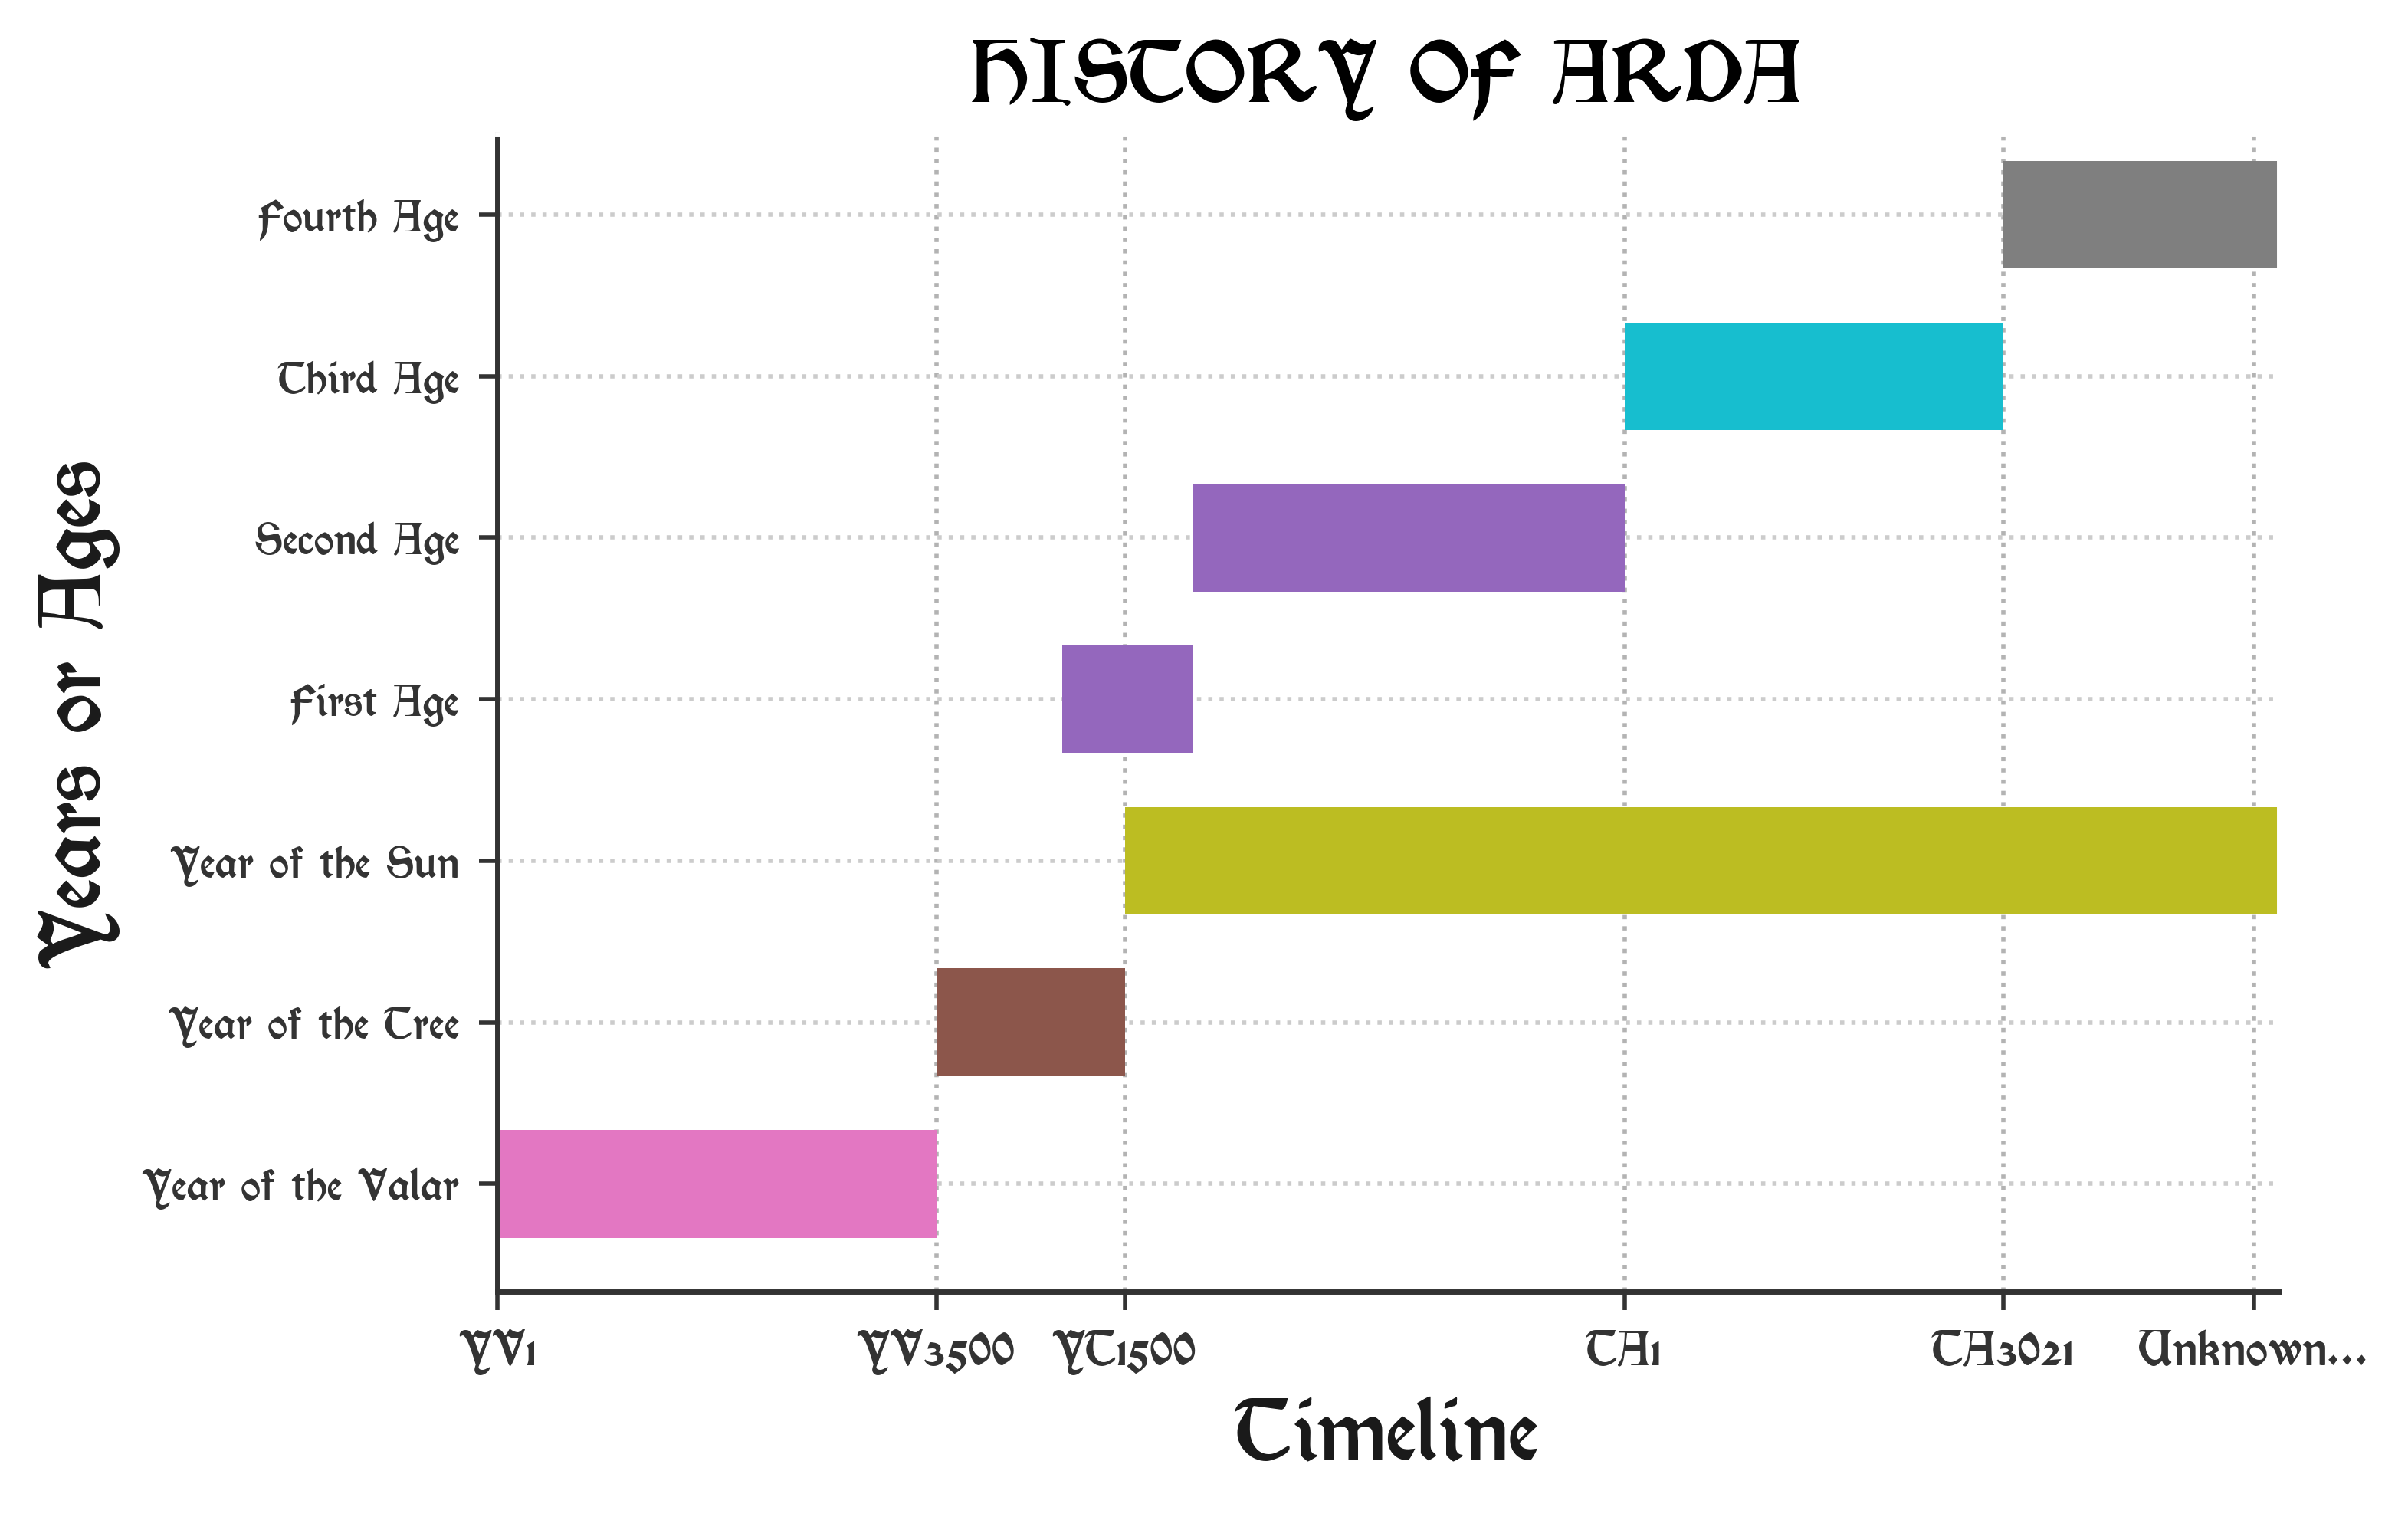 HISTORY OF ARDA
Fourth Age
Third Age
Second Age
First Age
Year of the Sun
Year of the Tree
Year of the Valar
Years or Ages
YV1
YV3500
YT1500
TA1
TA3021
Unknown...
Timeline